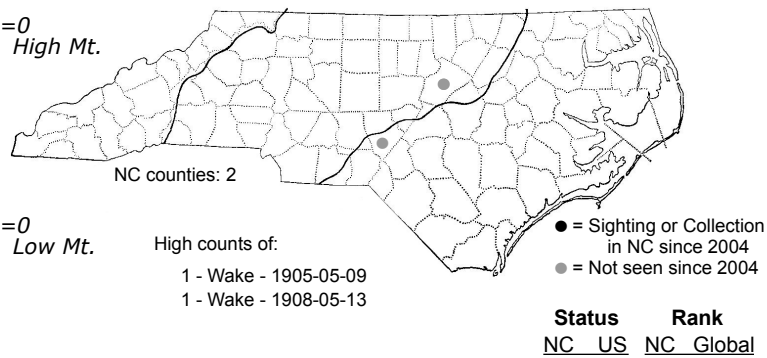 =0
High Mt.
NC counties: 2
=0
Low Mt.
High counts of:
1 - Wake - 1905-05-09
1 - Wake - 1908-05-13
● = Sighting or Collection
in NC since 2004
● = Not seen since 2004
Status Rank
NC US NC Global